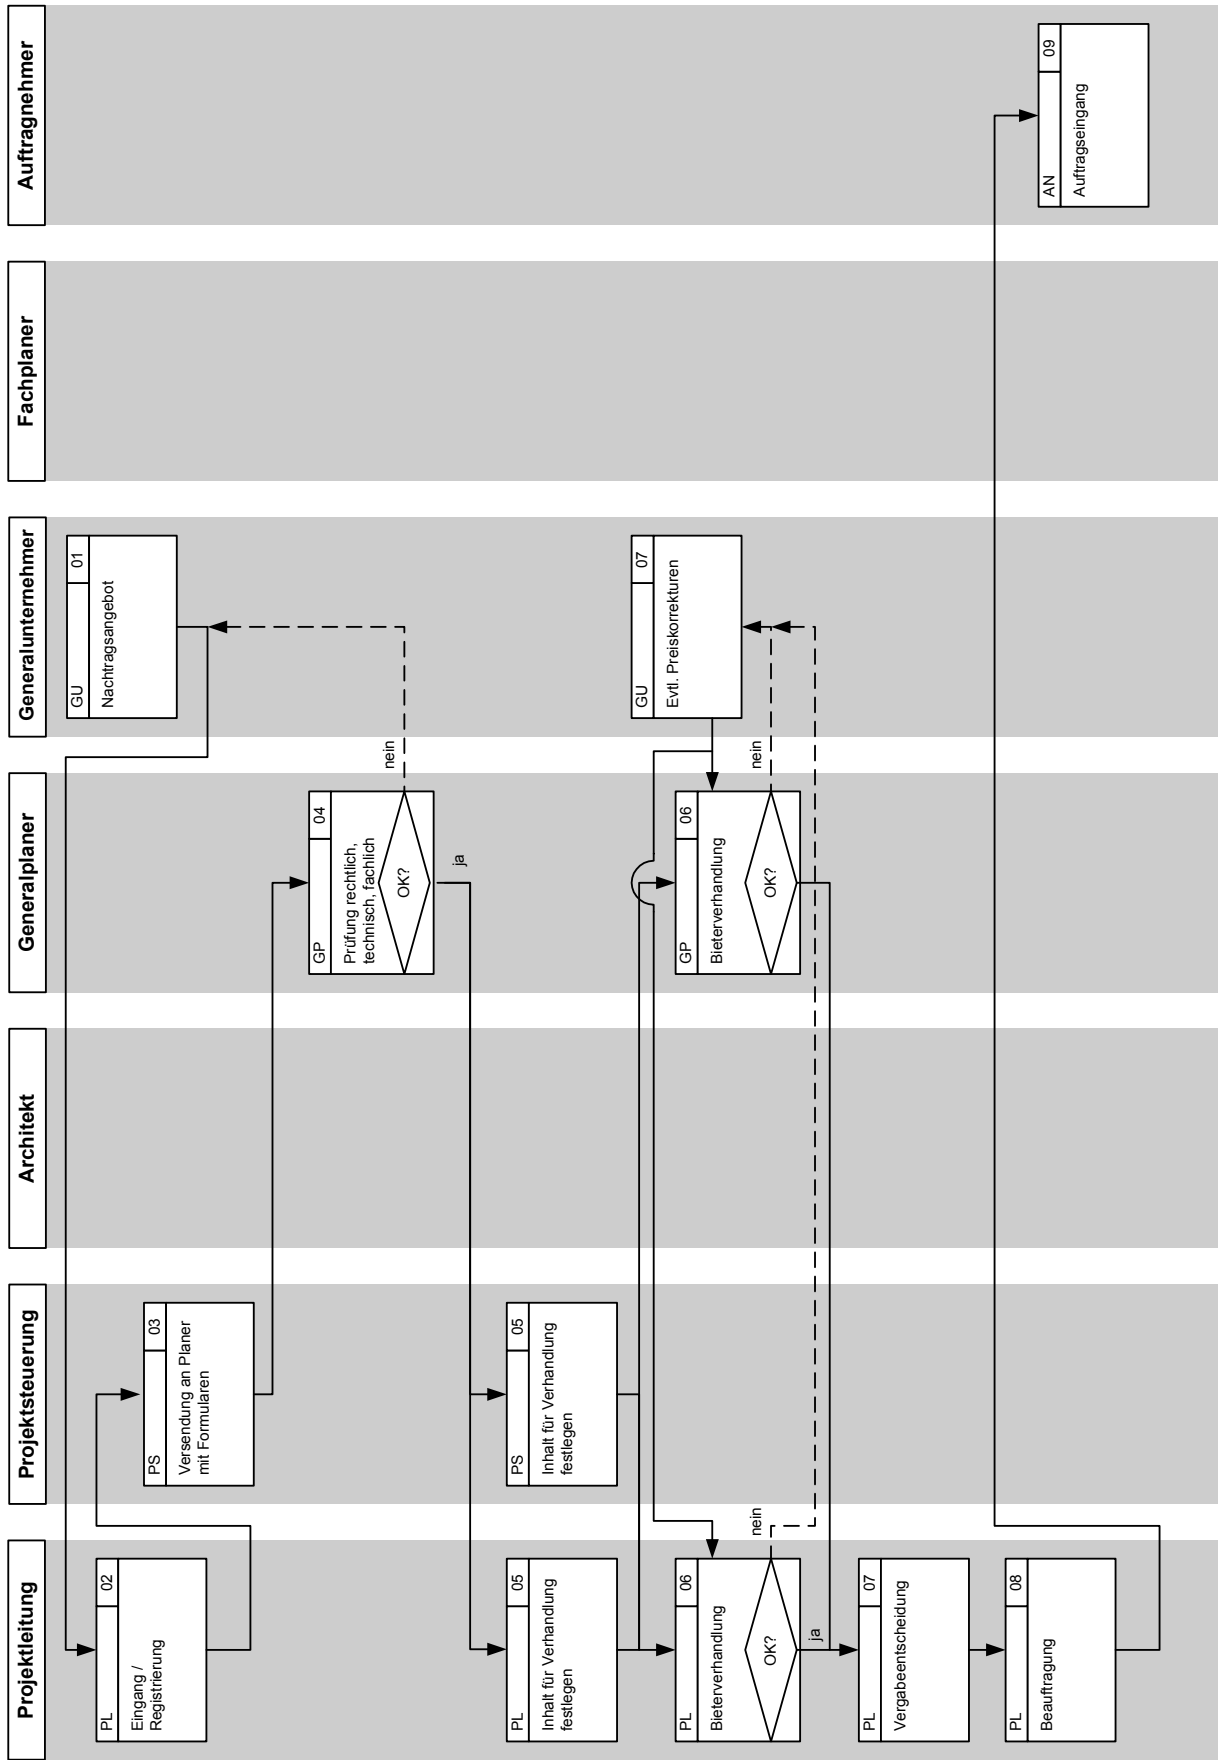 Projektleitung
Projektsteuerung
Architekt
Generalplaner
Generalunternehmer
Fachplaner
Auftragnehmer
GU 01
Nachtragsangebot
PL 02
Eingang /
Registrierung
PS 03
Versendung an Planer
mit Formularen
GP 04
Prüfung rechtlich,
technisch, fachlich
OK?
nein
ja
PL 05
Inhalt für Verhandlung
festlegen
PS 05
Inhalt für Verhandlung
festlegen
PL 06
Bieterverhandlung
OK?
nein
ja
GP 06
Bieterverhandlung
OK?
nein
GU 07
Evtl. Preiskorrekturen
PL 07
Vergabeentscheidung
PL 08
Beauftragung
AN 09
Auftragseingang